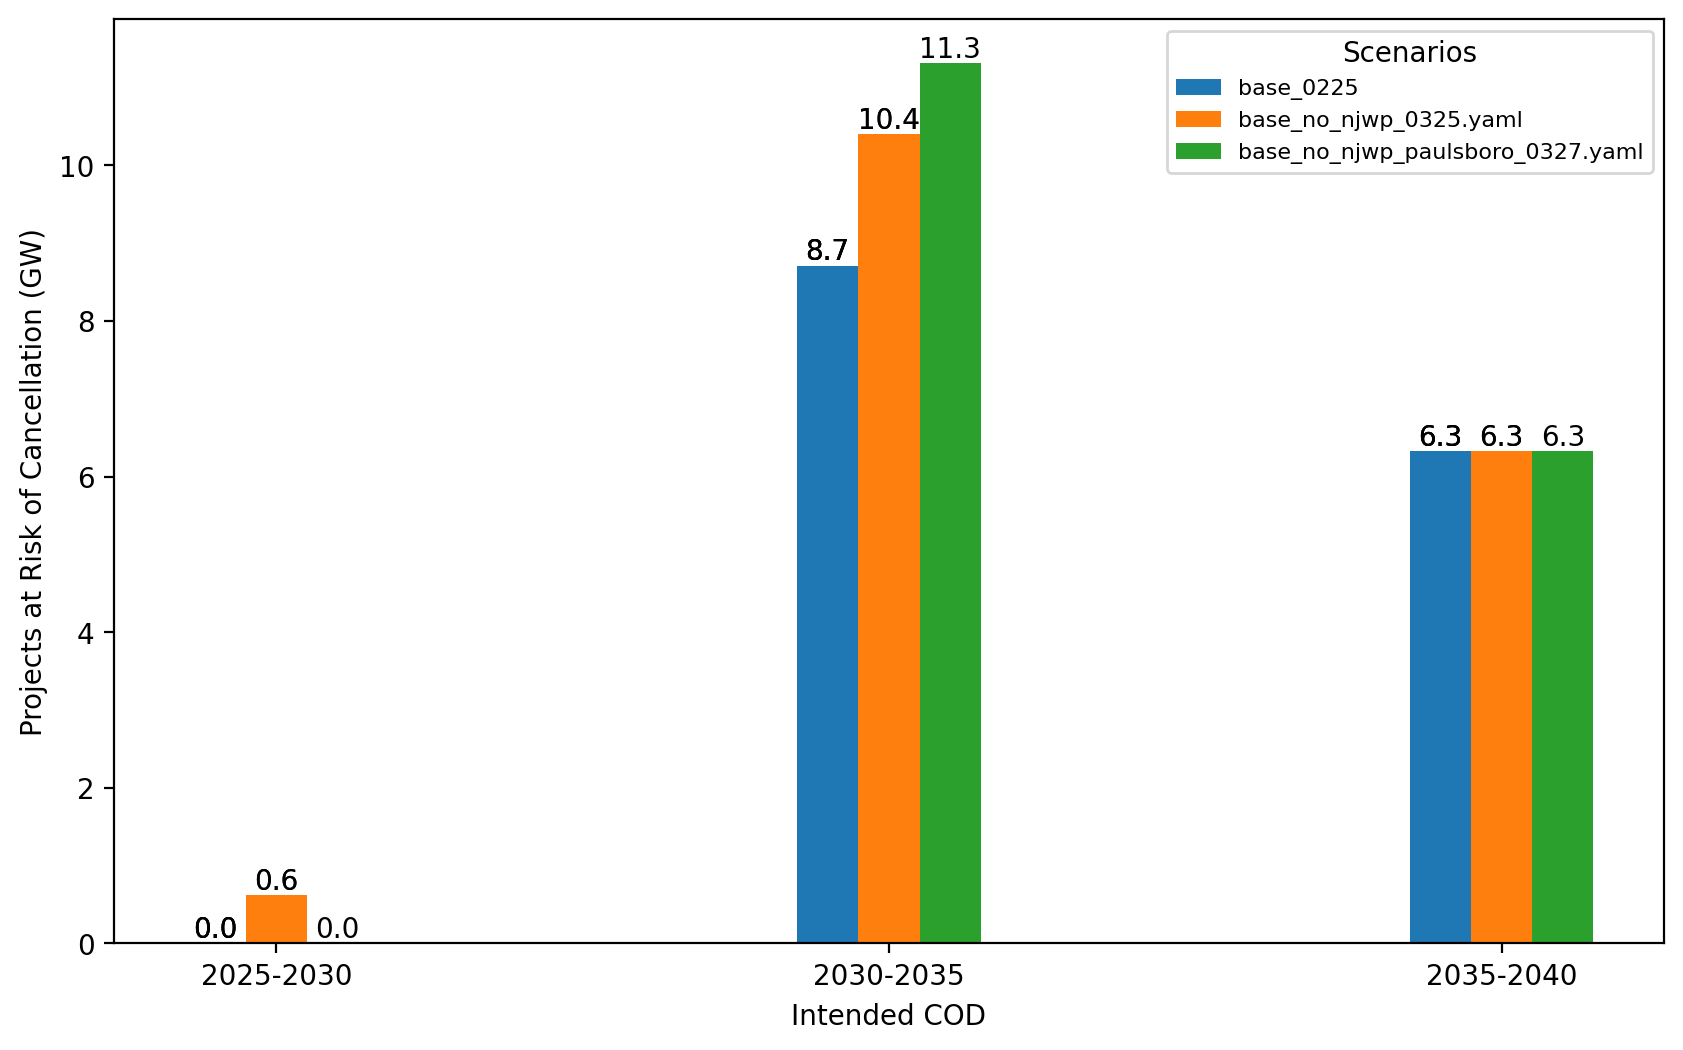 11.3
10.4
8.7
6.3 6.3 6.3
0.6
0.0 0.0
Scenarios
base_0225
base_no_njwp_0325.yaml
base_no_njwp_paulsboro_0327.yaml
Projects at Risk of Cancellation (GW)
10
8
6
4
2
0
2025-2030 2030-2035 2035-2040
Intended COD